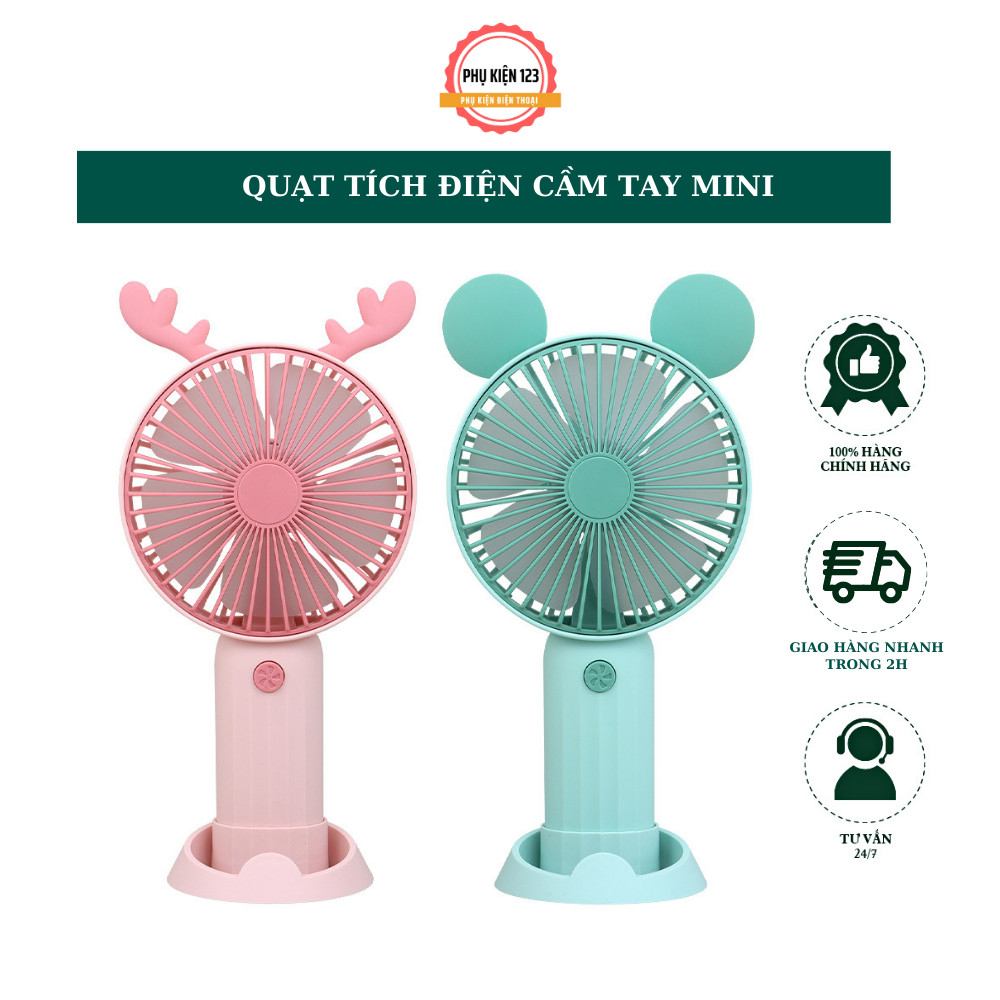 PHỤ KIỆN 123
PHỤ KIỆN ĐIỆN THOẠI
QUẠT TÍCH ĐIỆN CẦM TAY MINI
100% HÀNG
CHÍNH HÃNG
GIAO HÀNG NHANH
TRONG 2H
TƯ VẤN
24/7